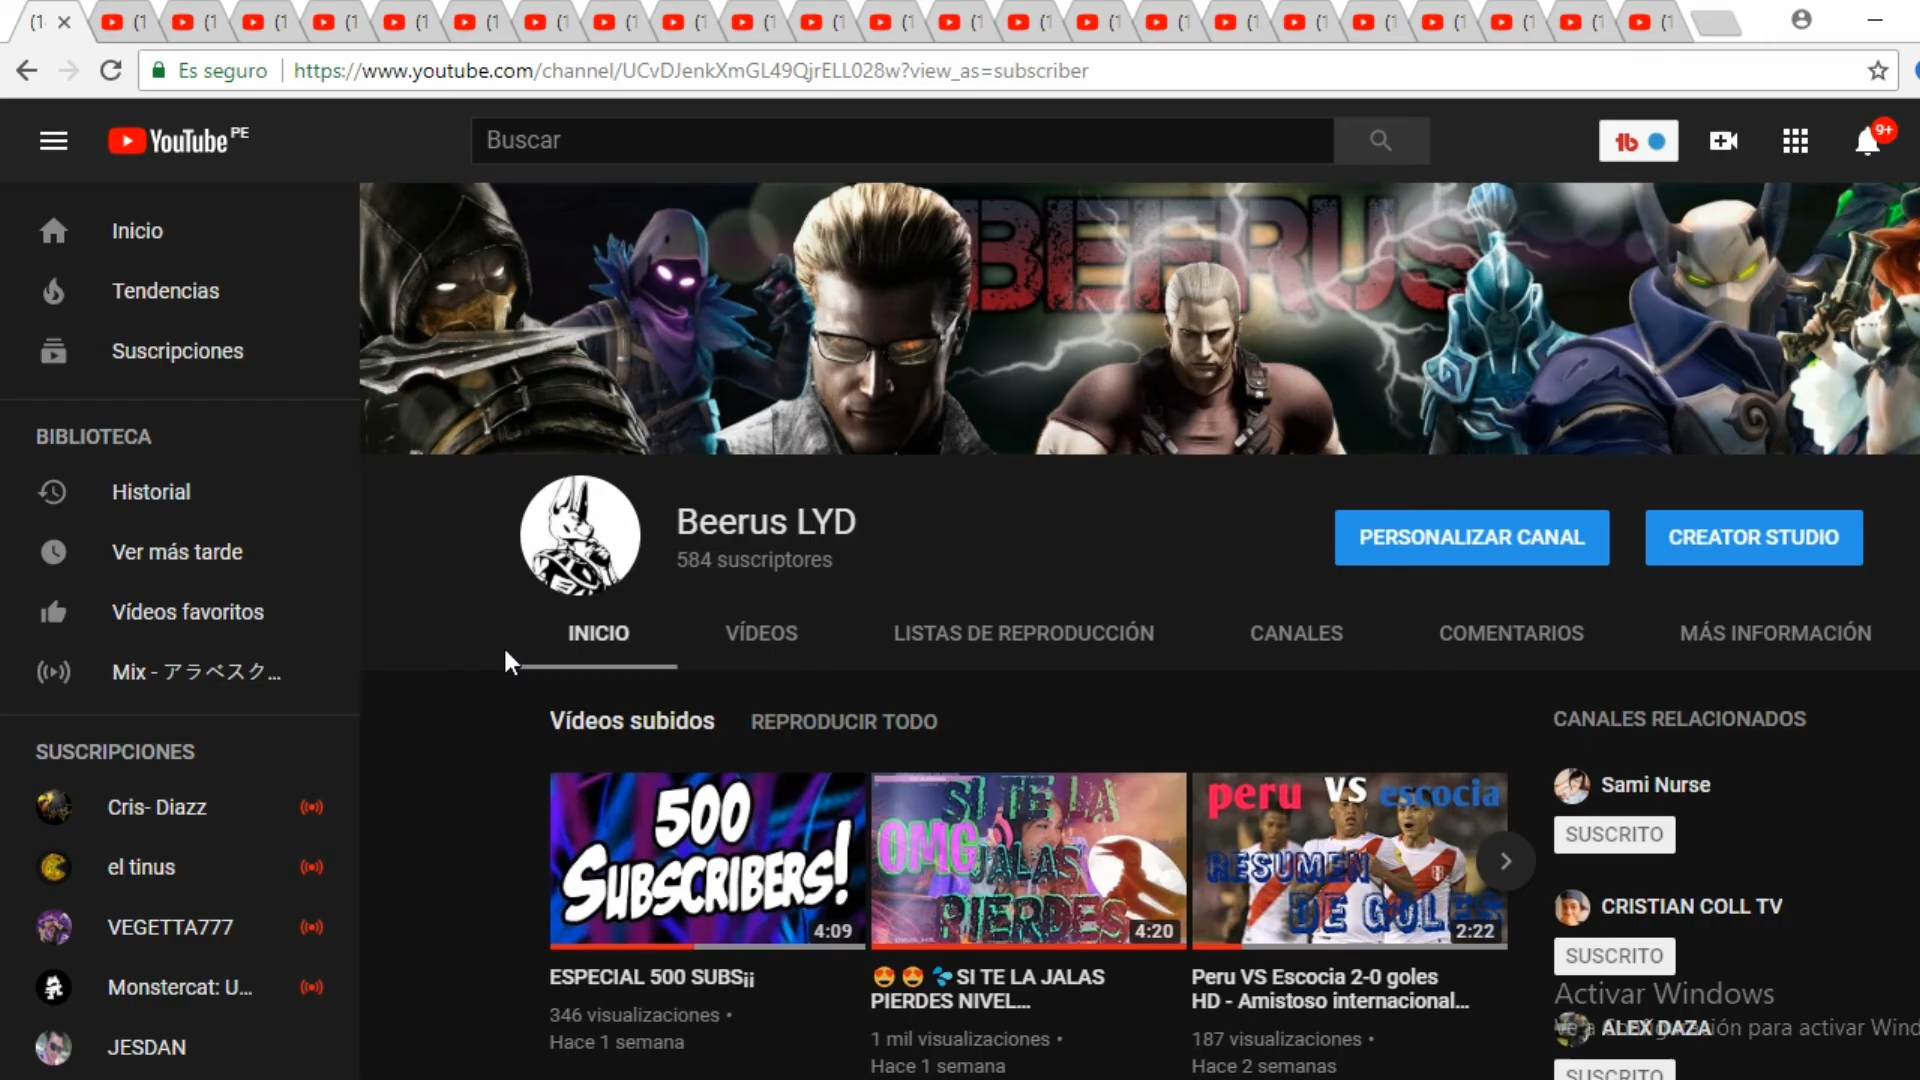 Es seguro
https://www.youtube.com/channel/UCvDJenkXmGL49QjrELL028w?view_as=subscriber
YouTube PE
Buscar
9+
Inicio
Tendencias
Suscripciones
BIBLIOTECA
Historial
Ver más tarde
Vídeos favoritos
Mix - アラベスク...
SUSCRIPCIONES
Cris- Diazz
el tinus
VEGETTA777
Monstercat: U...
JESDAN
BEERUS
Beerus LYD
584 suscriptores
PERSONALIZAR CANAL
CREATOR STUDIO
INICIO
VÍDEOS
LISTAS DE REPRODUCCIÓN
CANALES
COMENTARIOS
MÁS INFORMACIÓN
Vídeos subidos
REPRODUCIR TODO
500
SUBSCRIBERS!
4:09
ESPECIAL 500 SUBS¡¡
346 visualizaciones •
Hace 1 semana
SI TE LA
OMG JALAS
PIERDES
4:20
😍 😍 💦SI TE LA JALAS
PIERDES NIVEL...
1 mil visualizaciones •
Hace 1 semana
peru VS escocia
RESUMEN
DE GOLES
2:22
Peru VS Escocia 2-0 goles
HD - Amistoso internacional...
187 visualizaciones •
Hace 2 semanas
CANALES RELACIONADOS
Sami Nurse
SUSCRITO
CRISTIAN COLL TV
SUSCRITO
Activar Windows
ALEX DAZA
para activar Wind
SUSCRITO